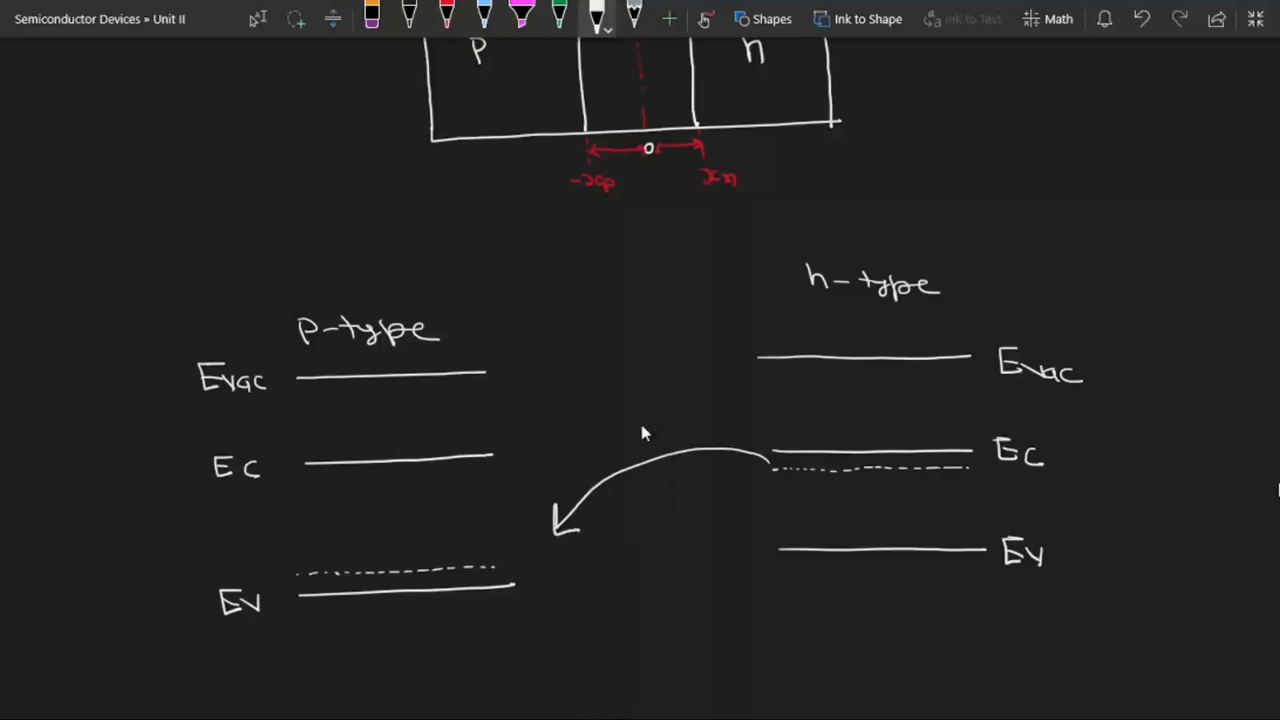 Semiconductor Devices » Unit II
Shapes
Ink to Shape
Ink to Text
Math
P
n
0
-xp
xn
n-type
P-type
Evac
Evac
Ec
Ec
Ev
Ev